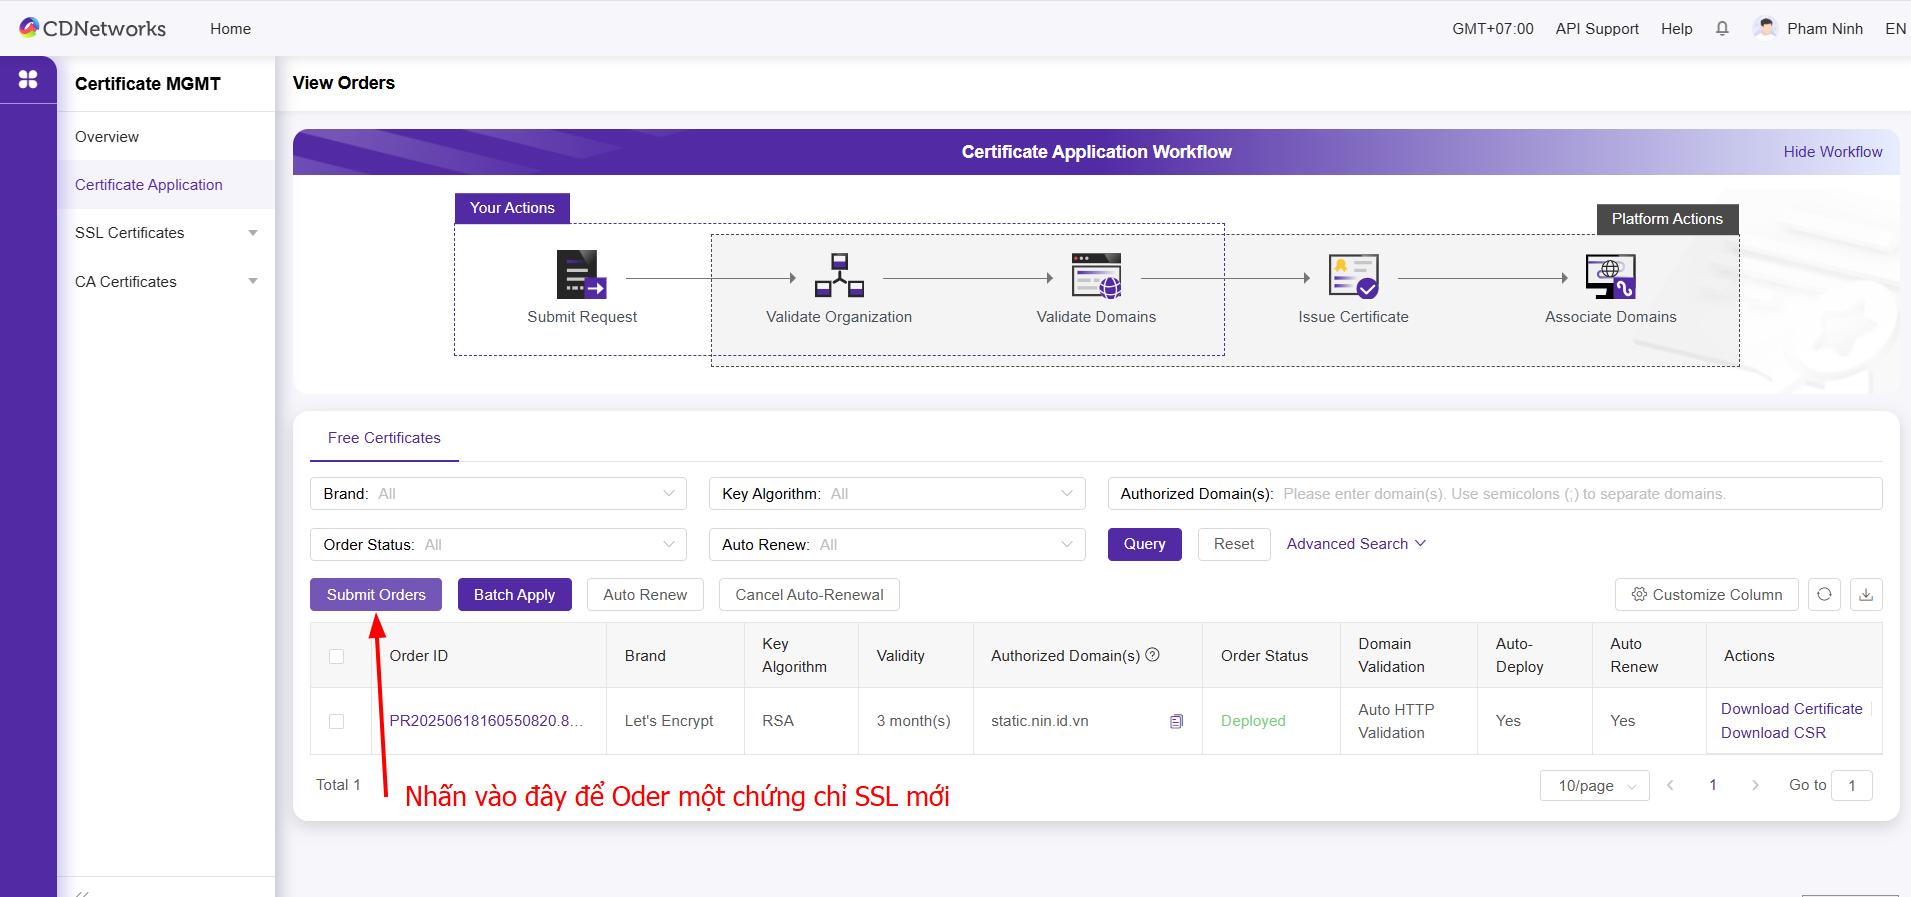 CDNetworks
Home
GMT+07:00
API Support
Help
Pham Ninh
EN
Certificate MGMT
Overview
Certificate Application
SSL Certificates
CA Certificates
View Orders
Certificate Application Workflow
Hide Workflow
Your Actions
Platform Actions
Submit Request
Validate Organization
Validate Domains
Issue Certificate
Associate Domains
Free Certificates
Brand: All
Key Algorithm: All
Authorized Domain(s): Please enter domain(s). Use semicolons (;) to separate domains.
Order Status: All
Auto Renew: All
Query
Reset
Advanced Search
Submit Orders
Batch Apply
Auto Renew
Cancel Auto-Renewal
Customize Column
Order ID
Brand
Key
Algorithm
Validity
Authorized Domain(s)
Order Status
Domain
Validation
Auto-
Deploy
Auto
Renew
Actions
PR20250618160550820.8...
Let's Encrypt
RSA
3 month(s)
static.nin.id.vn
Deployed
Auto HTTP
Validation
Yes
Yes
Download Certificate
Download CSR
Total 1
Nhấn vào đây để Oder một chứng chỉ SSL mới
10/page
1
Go to
1